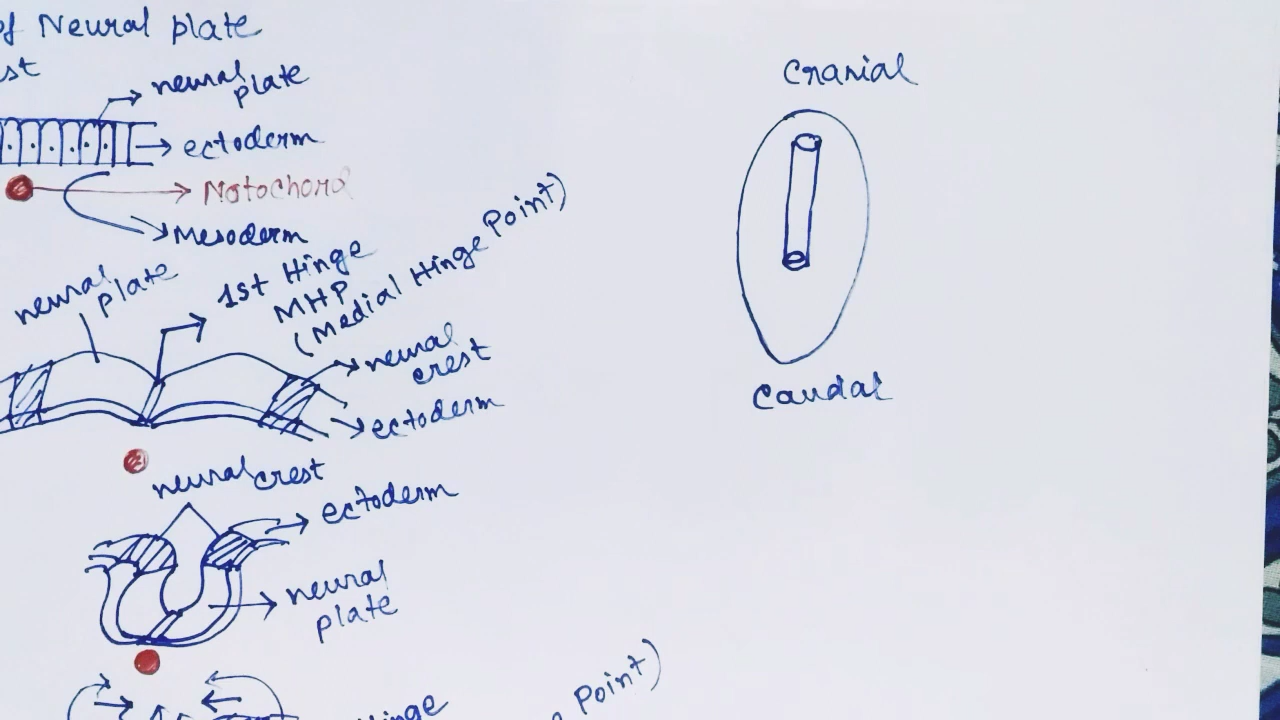 of Neural plate
st
neural
plate
ectoderm
Notochord
Mesoderm
neural
plate
1st Hinge
MHP
(Medial Hinge Point)
neural
crest
ectoderm
neural crest
ectoderm
neural
plate
Hinge
Point)
Cranial
Caudal